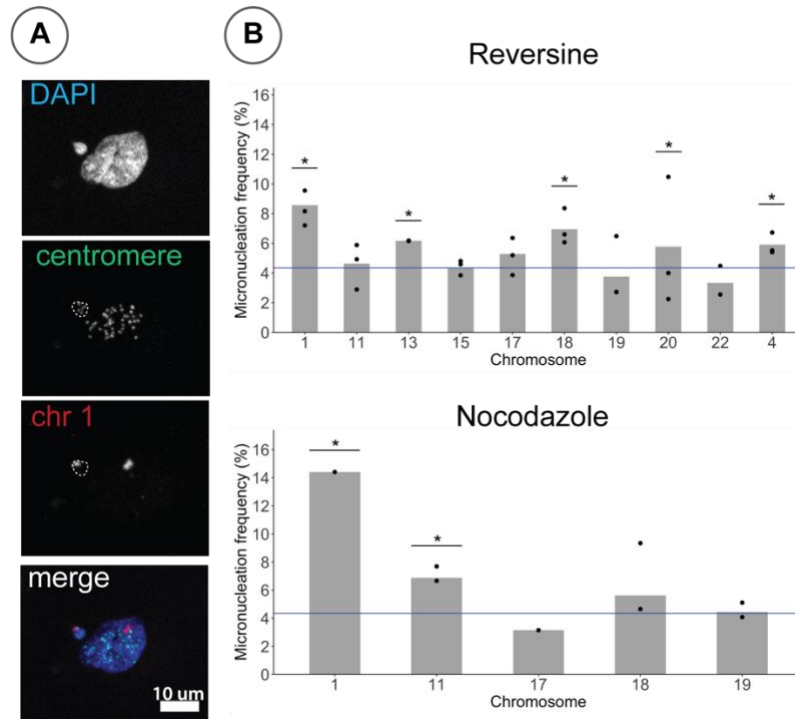 A
DAPI
centromere
chr 1
merge
10 um
B
Reversine
Micronucleation frequency (%)
16
14
12
10
8
6
4
2
0
* * * * *
1 11 13 15 17 18 19 20 22 4
Chromosome
Nocodazole
Micronucleation frequency (%)
16
14
12
10
8
6
4
2
0
* *
1 11 17 18 19
Chromosome